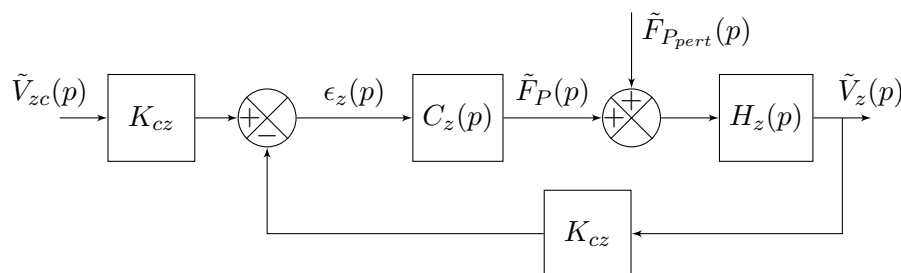 F̃_{P_{pert}}(p)
Ṽ_{zc}(p) K_{cz} + − ϵ_z(p) C_z(p) F̃_P(p) + + H_z(p) Ṽ_z(p)
K_{cz}